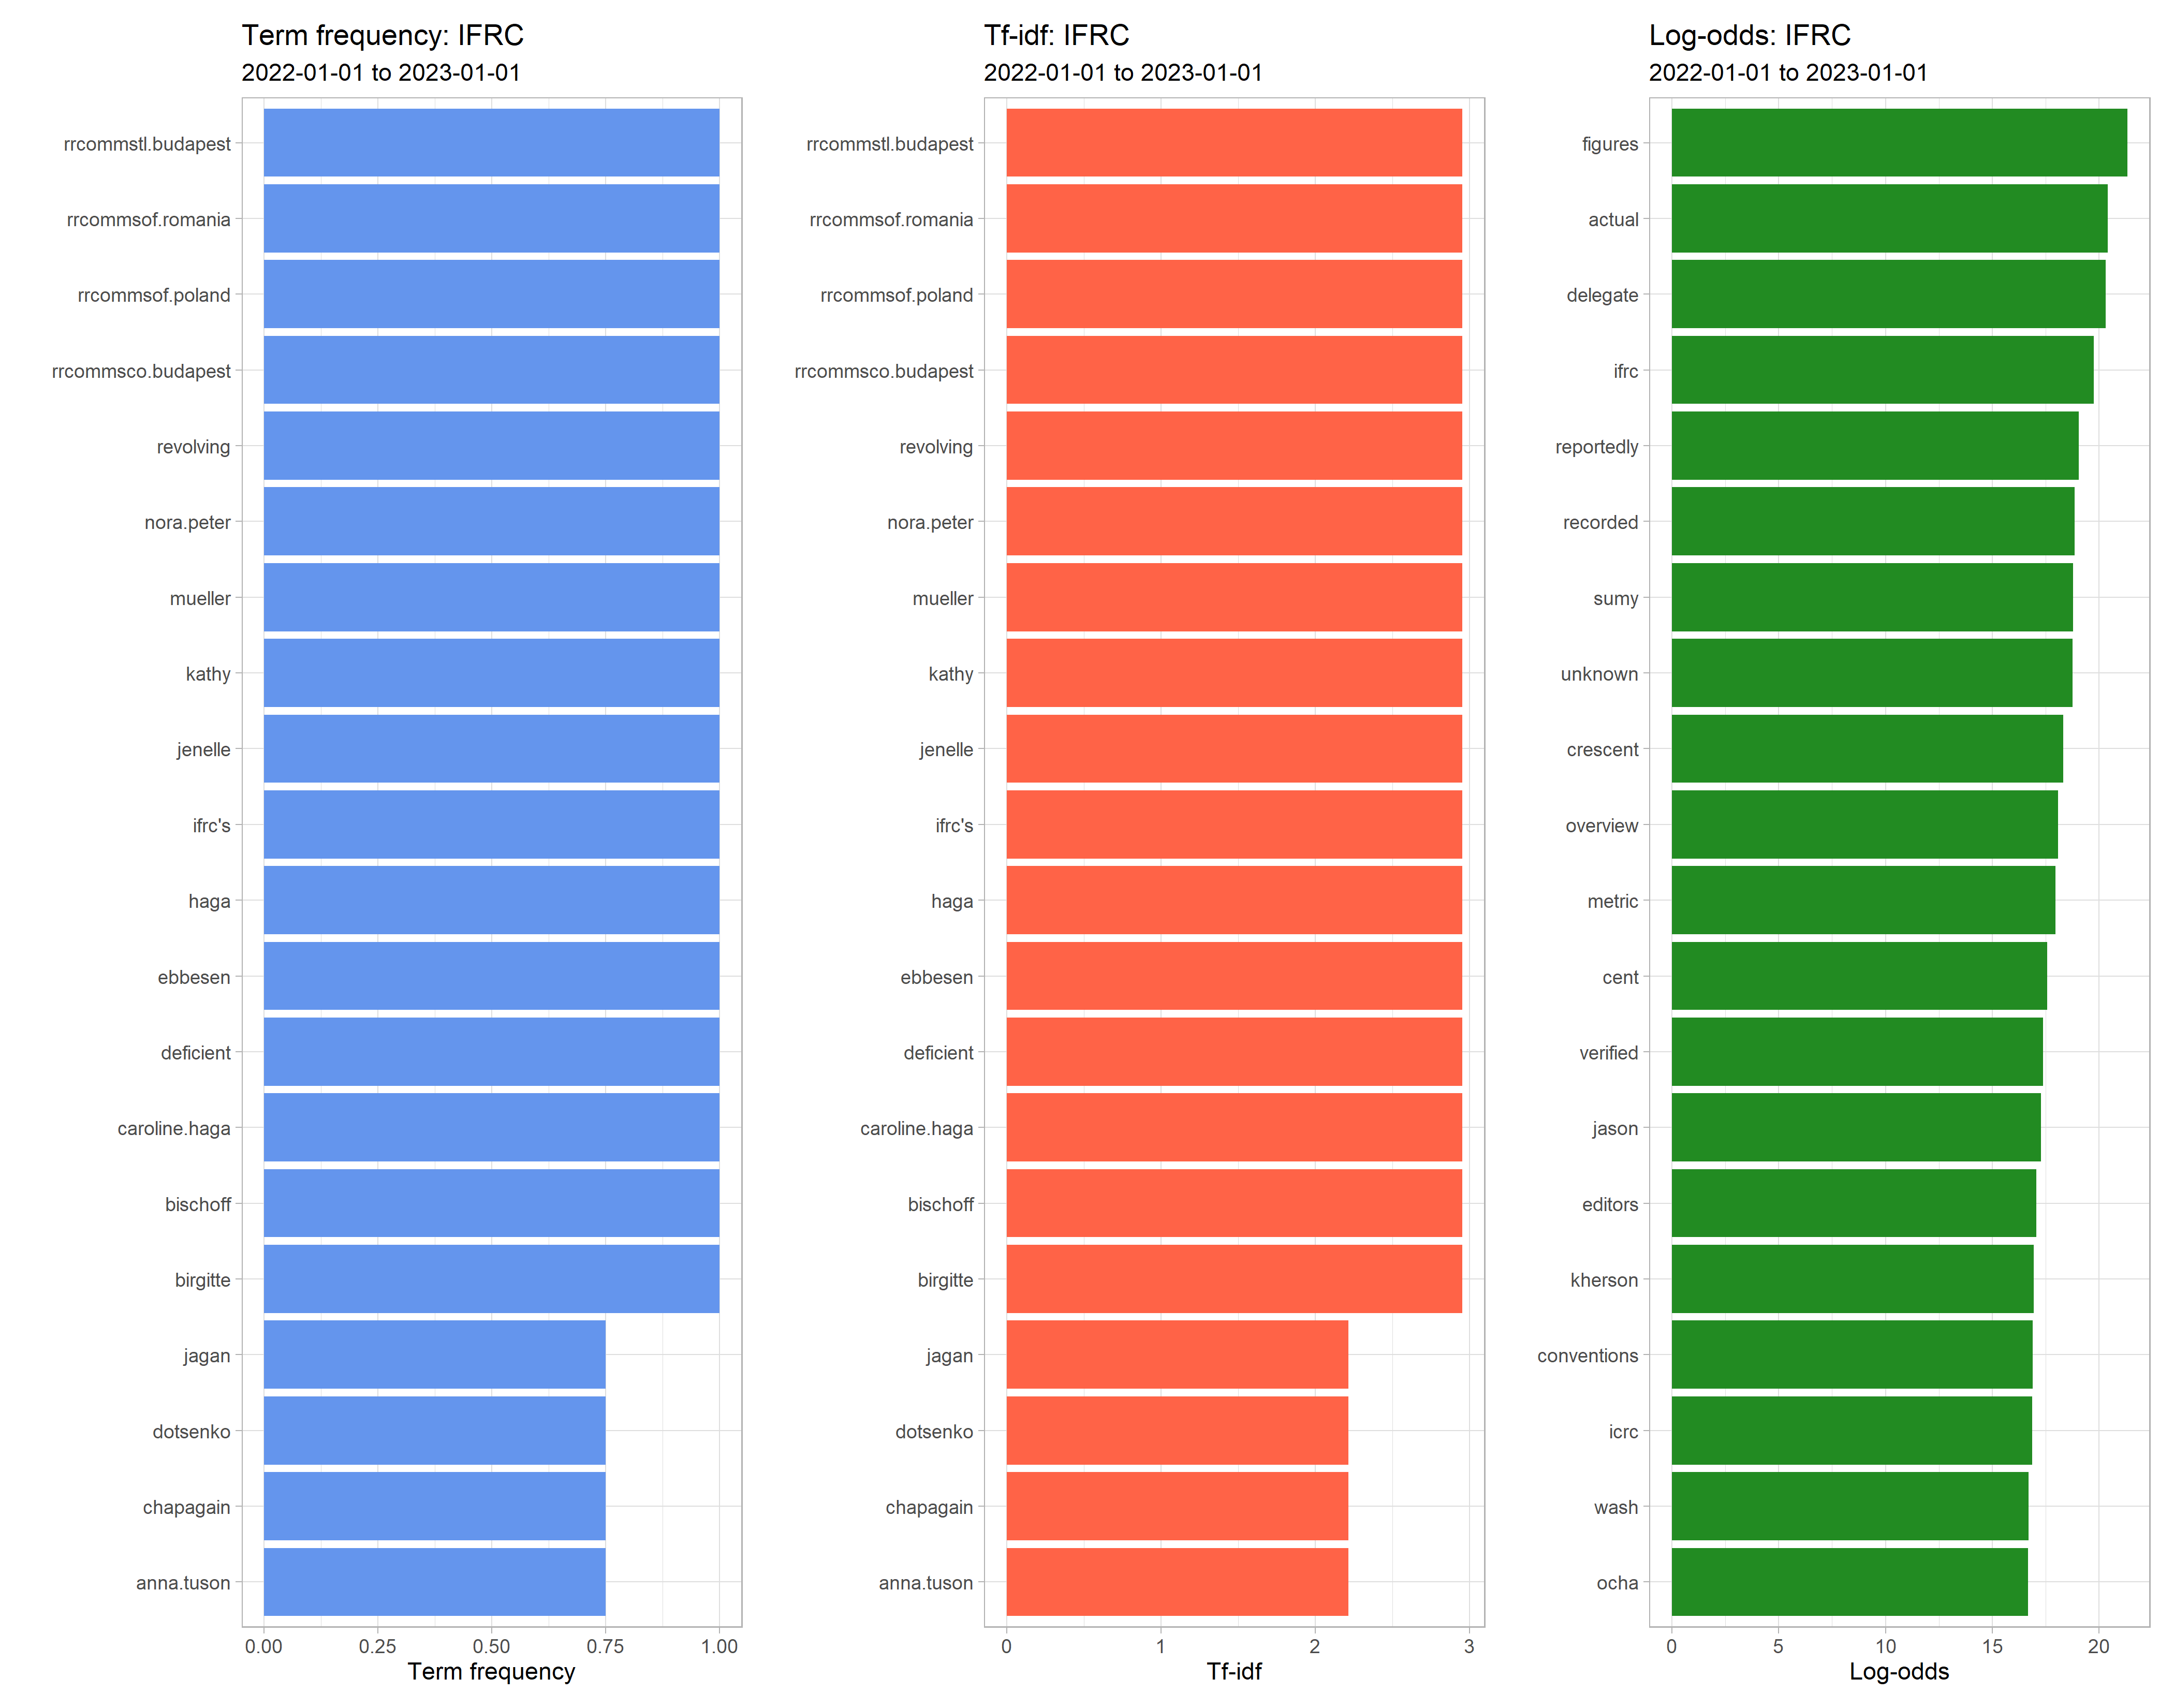 Term frequency: IFRC
2022-01-01 to 2023-01-01
rrcommstl.budapest
rrcommsof.romania
rrcommsof.poland
rrcommsco.budapest
revolving
nora.peter
mueller
kathy
jenelle
ifrc's
haga
ebbesen
deficient
caroline.haga
bischoff
birgitte
jagan
dotsenko
chapagain
anna.tuson
0.00 0.25 0.50 0.75 1.00
Term frequency
Tf-idf: IFRC
2022-01-01 to 2023-01-01
rrcommstl.budapest
rrcommsof.romania
rrcommsof.poland
rrcommsco.budapest
revolving
nora.peter
mueller
kathy
jenelle
ifrc's
haga
ebbesen
deficient
caroline.haga
bischoff
birgitte
jagan
dotsenko
chapagain
anna.tuson
0 1 2 3
Tf-idf
Log-odds: IFRC
2022-01-01 to 2023-01-01
figures
actual
delegate
ifrc
reportedly
recorded
sumy
unknown
crescent
overview
metric
cent
verified
jason
editors
kherson
conventions
icrc
wash
ocha
0 5 10 15 20
Log-odds